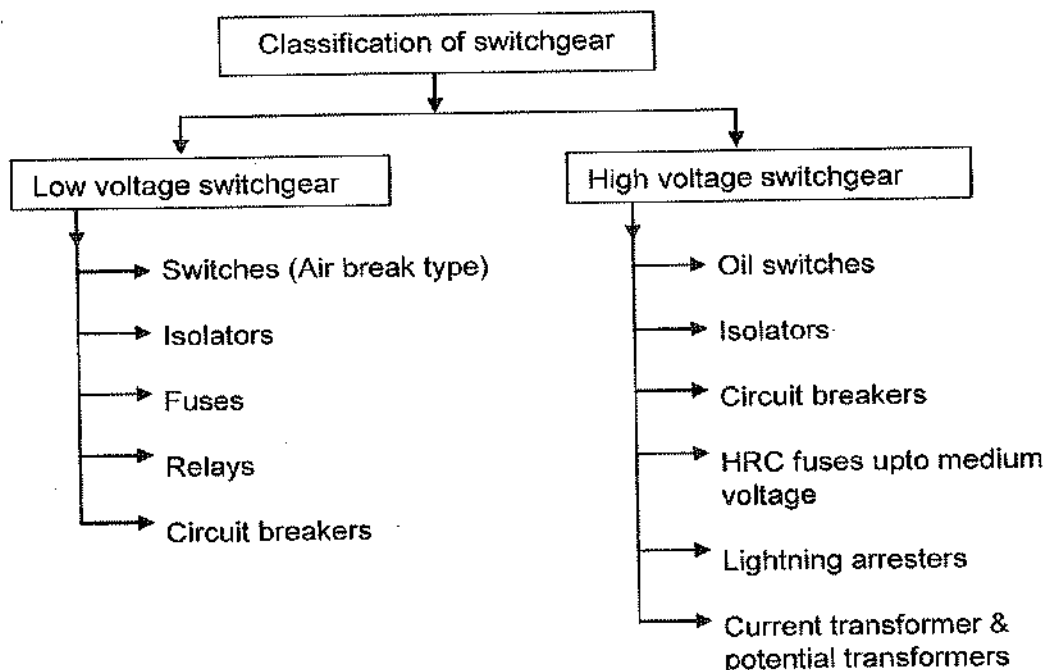 Classification of switchgear
Low voltage switchgear
Switches (Air break type)
Isolators
Fuses
Relays
Circuit breakers
High voltage switchgear
Oil switches
Isolators
Circuit breakers
HRC fuses upto medium
voltage
Lightning arresters
Current transformer &
potential transformers